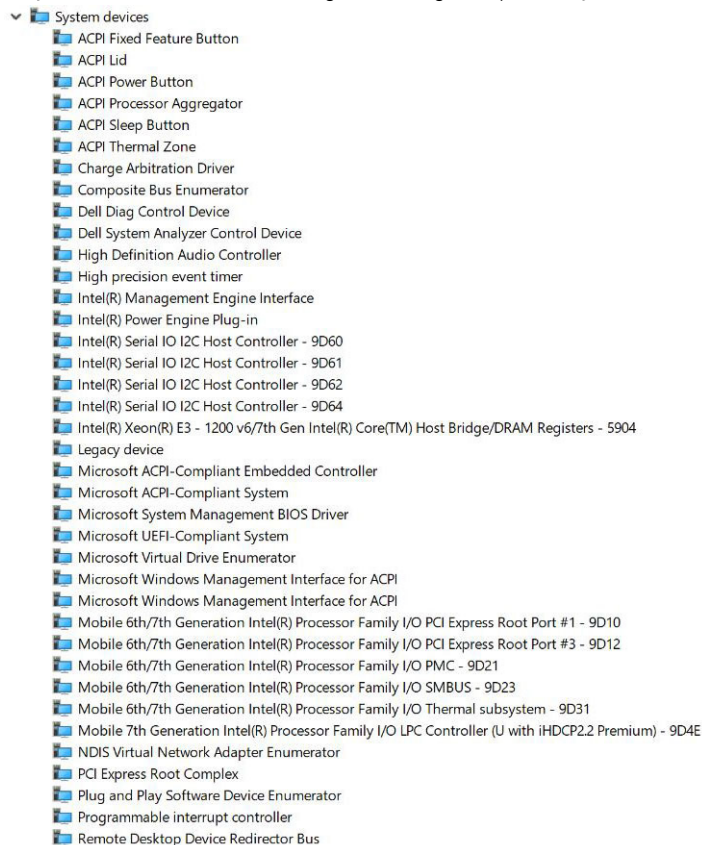 System devices
ACPI Fixed Feature Button
ACPI Lid
ACPI Power Button
ACPI Processor Aggregator
ACPI Sleep Button
ACPI Thermal Zone
Charge Arbitration Driver
Composite Bus Enumerator
Dell Diag Control Device
Dell System Analyzer Control Device
High Definition Audio Controller
High precision event timer
Intel(R) Management Engine Interface
Intel(R) Power Engine Plug-in
Intel(R) Serial IO I2C Host Controller - 9D60
Intel(R) Serial IO I2C Host Controller - 9D61
Intel(R) Serial IO I2C Host Controller - 9D62
Intel(R) Serial IO I2C Host Controller - 9D64
Intel(R) Xeon(R) E3 - 1200 v6/7th Gen Intel(R) Core(TM) Host Bridge/DRAM Registers - 5904
Legacy device
Microsoft ACPI-Compliant Embedded Controller
Microsoft ACPI-Compliant System
Microsoft System Management BIOS Driver
Microsoft UEFI-Compliant System
Microsoft Virtual Drive Enumerator
Microsoft Windows Management Interface for ACPI
Microsoft Windows Management Interface for ACPI
Mobile 6th/7th Generation Intel(R) Processor Family I/O PCI Express Root Port #1 - 9D10
Mobile 6th/7th Generation Intel(R) Processor Family I/O PCI Express Root Port #3 - 9D12
Mobile 6th/7th Generation Intel(R) Processor Family I/O PMC - 9D21
Mobile 6th/7th Generation Intel(R) Processor Family I/O SMBUS - 9D23
Mobile 6th/7th Generation Intel(R) Processor Family I/O Thermal subsystem - 9D31
Mobile 7th Generation Intel(R) Processor Family I/O LPC Controller (U with iHDCP2.2 Premium) - 9D4E
NDIS Virtual Network Adapter Enumerator
PCI Express Root Complex
Plug and Play Software Device Enumerator
Programmable interrupt controller
Remote Desktop Device Redirector Bus